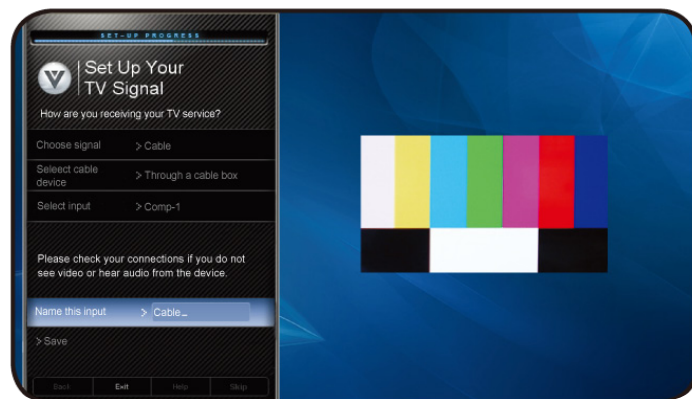 SET-UP PROGRESS
V
Set Up Your
TV Signal
How are you receiving your TV service?
Choose signal > Cable
Seleect cable
device > Through a cable box
Select input > Comp-1
Please check your connections if you do not
see video or hear audio from the device.
Name this input > Cable_
> Save
Back Exit Help Skip